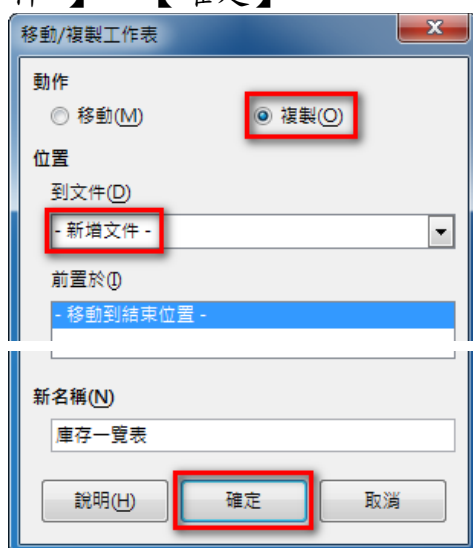 【確定】
移動/複製工作表
動作
移動(M) 複製(O)
位置
到文件(D)
- 新增文件 -
前置於(I)
- 移動到結束位置 -
新名稱(N)
庫存一覽表
說明(H) 確定 取消